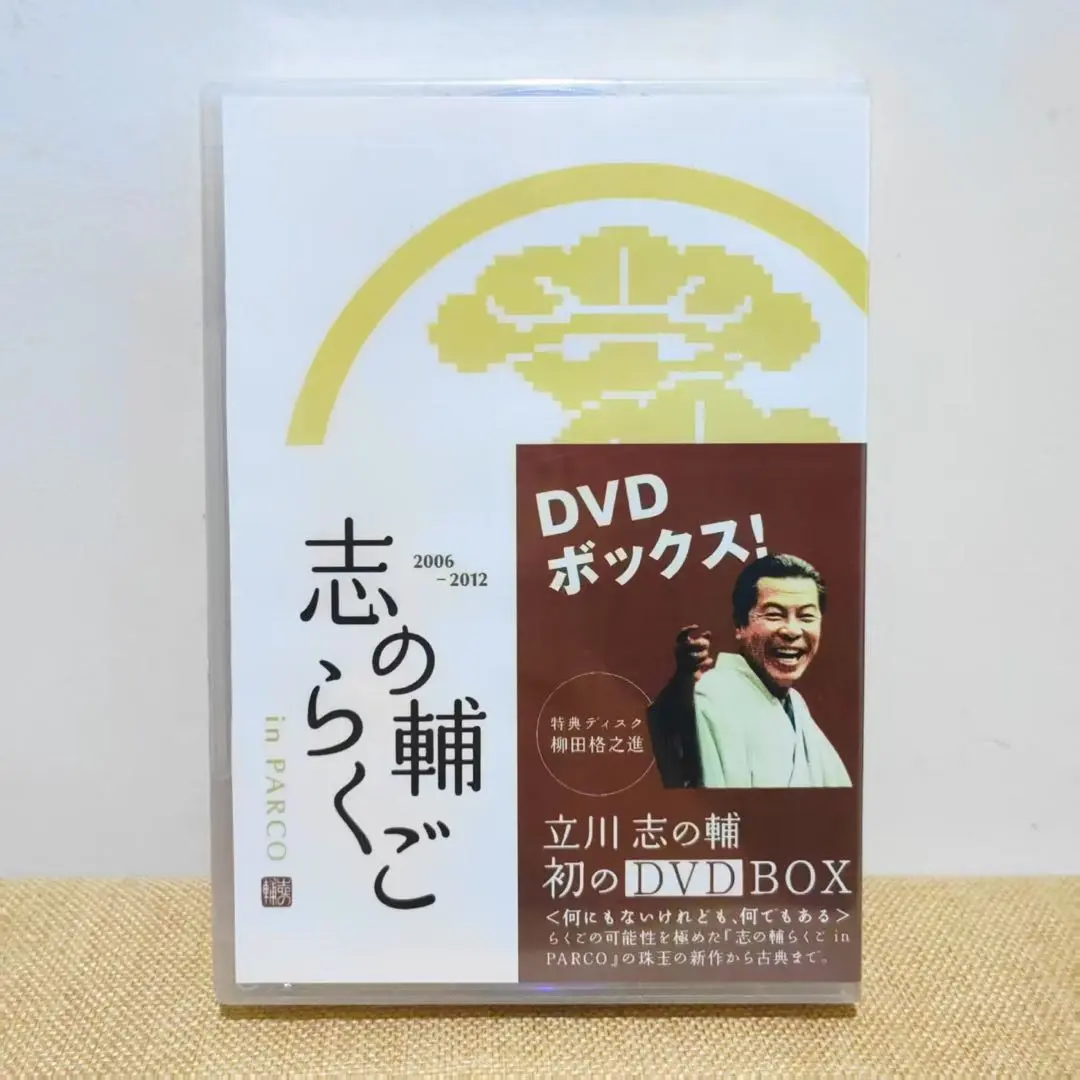 志の輔
らくご
2006
–2012
in PARCO
DVD
ボックス!
特典ディスク
柳田格之進
立川 志の輔
初の DVD BOX
<何にもないけれども、何でもある>
らくごの可能性を極めた『志の輔らくご in
PARCO』の珠玉の新作から古典まで。